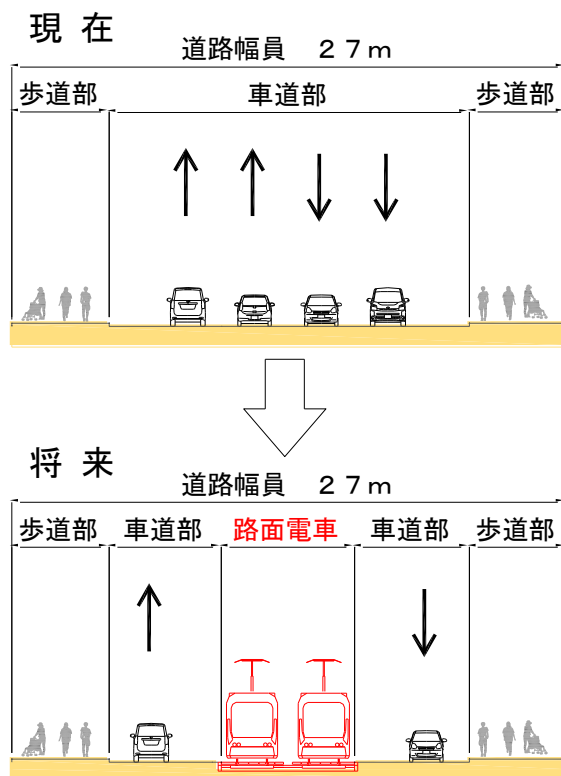 現 在
道路幅員 ２７ｍ
歩道部 車道部 歩道部
将 来
道路幅員 ２７ｍ
歩道部 車道部 路面電車 車道部 歩道部